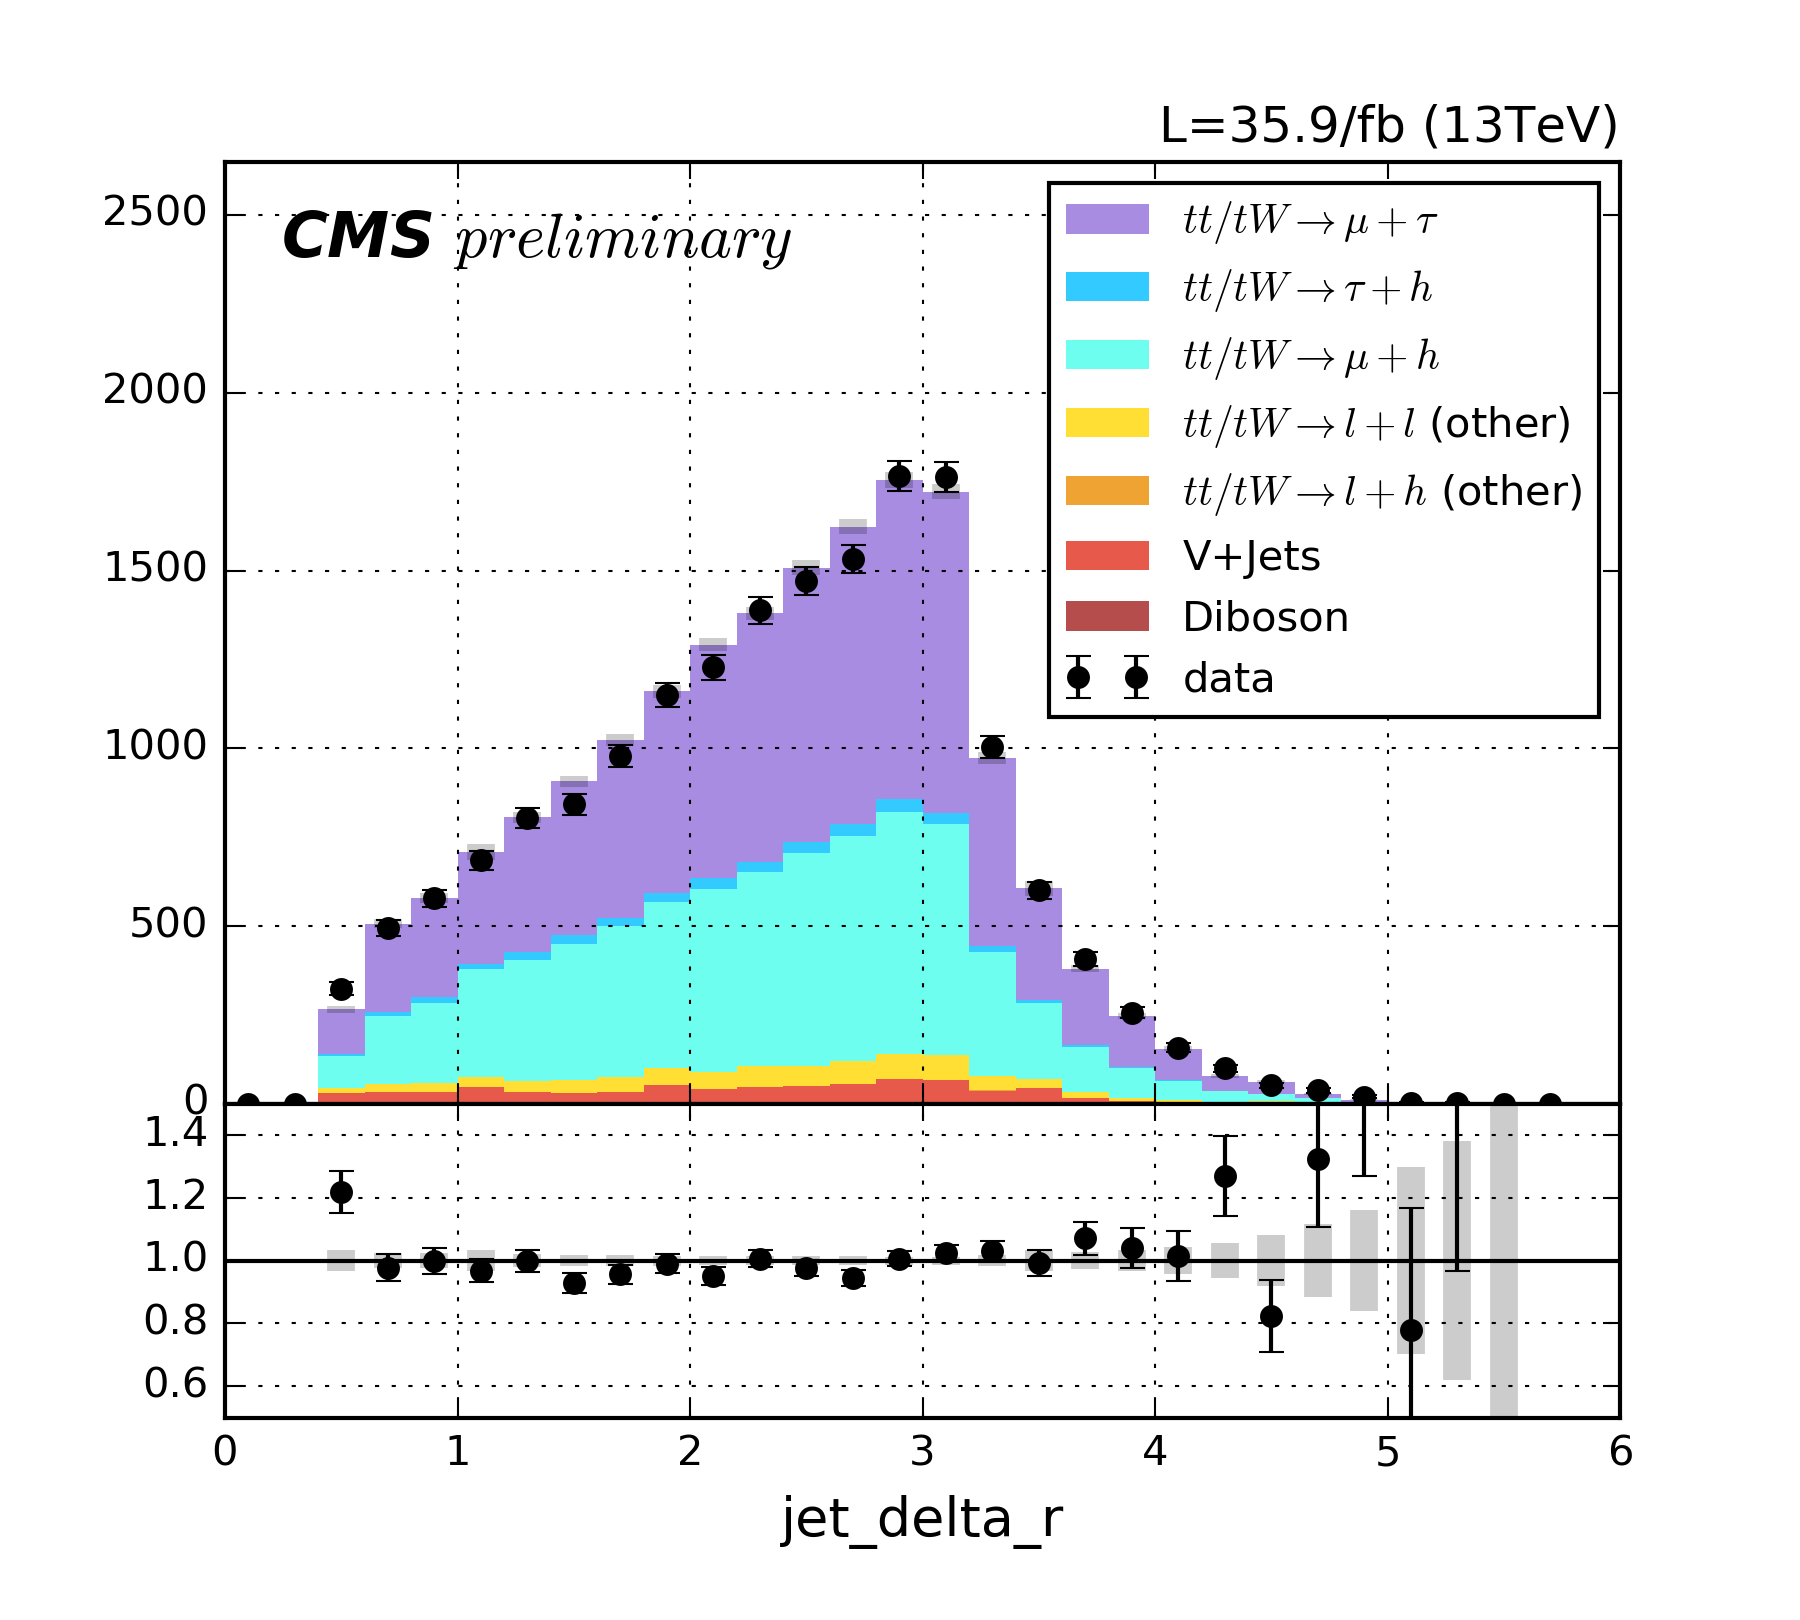 L=35.9/fb (13TeV)
CMS preliminary
2500
2000
1500
1000
500
0
tt/tW→μ+τ
tt/tW→τ+h
tt/tW→μ+h
tt/tW→l+l (other)
tt/tW→l+h (other)
V+Jets
Diboson
data
1.4
1.2
1.0
0.8
0.6
0 1 2 3 4 5 6
jet_delta_r